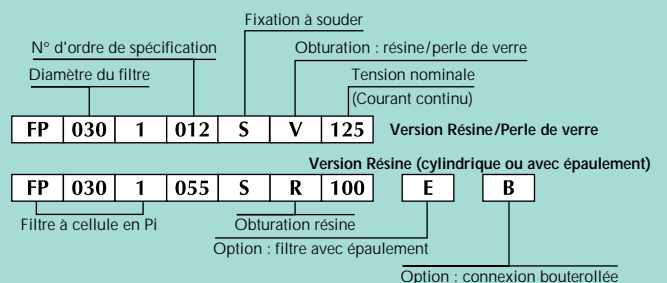 Fixation à souder
N° d'ordre de spécification
Obturation : résine/perle de verre
Diamètre du filtre
Tension nominale
(Courant continu)
FP 030 1 012 S V 125 Version Résine/Perle de verre
Version Résine (cylindrique ou avec épaulement)
FP 030 1 055 S R 100 E B
Filtre à cellule en Pi
Obturation résine
Option : filtre avec épaulement
Option : connexion bouterollée